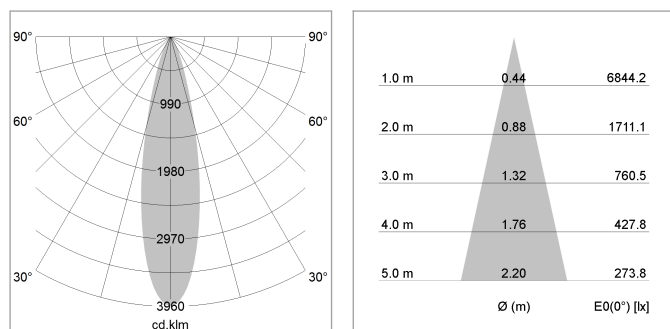 90° 90°
990
60° 60°
1980
2970
30° 30°
3960
cd.klm
1.0 m 0.44 6844.2
2.0 m 0.88 1711.1
3.0 m 1.32 760.5
4.0 m 1.76 427.8
5.0 m 2.20 273.8
Ø (m) E0(0°) [lx]